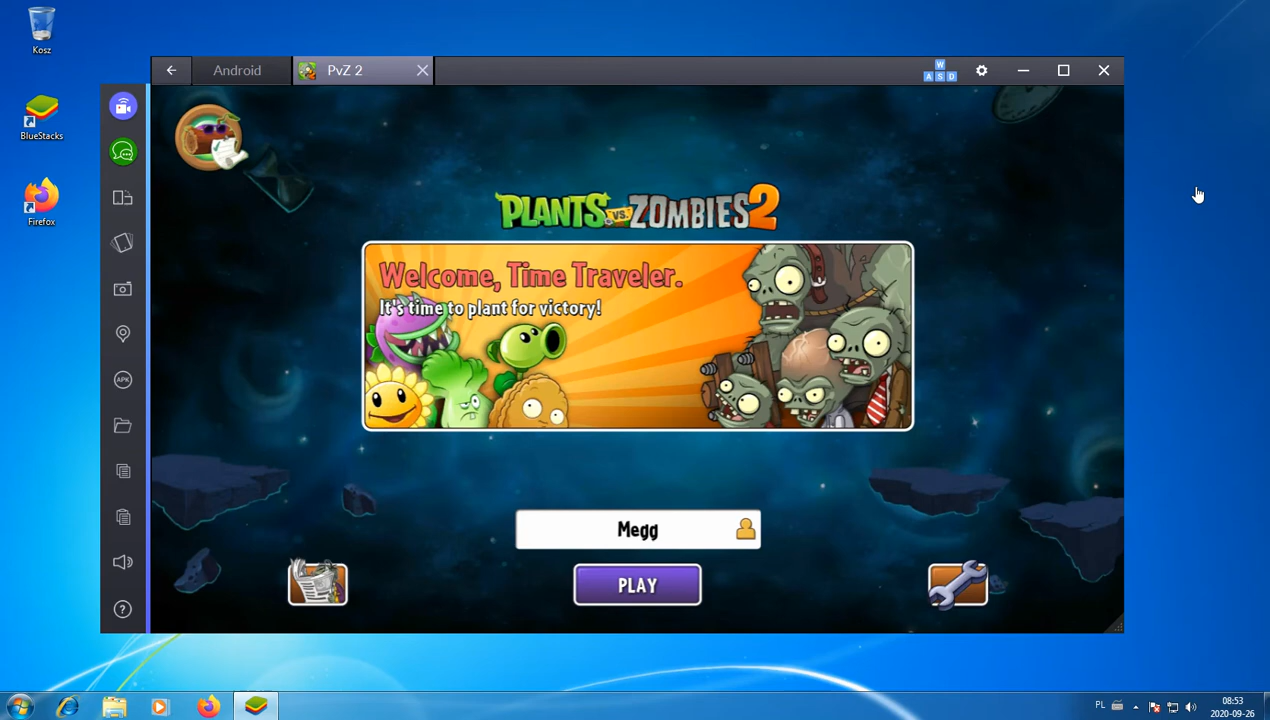 Kosz
BlueStacks
Firefox
Android
PvZ 2
W
A S D
APK
PLANTS VS. ZOMBIES 2
Welcome, Time Traveler.
It's time to plant for victory!
Megg
PLAY
?
PL
08:53
2020-09-26